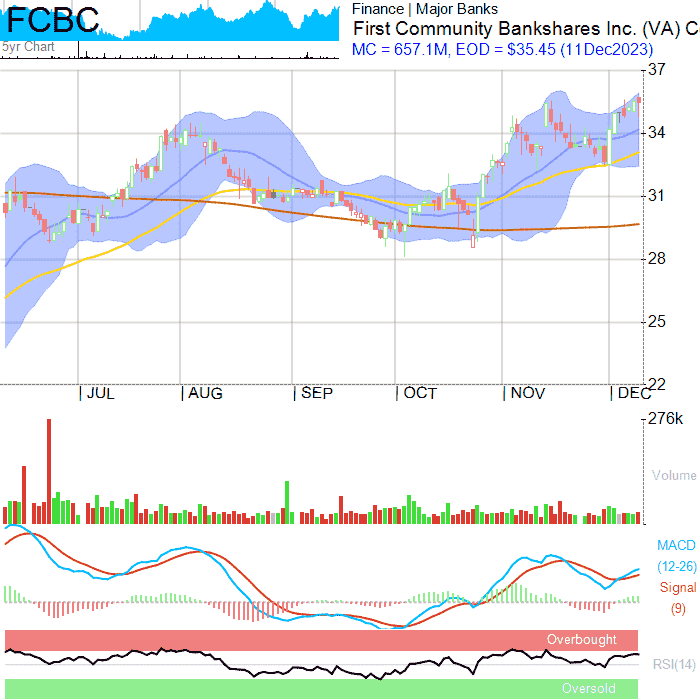 FCBC
5yr Chart
Finance | Major Banks
First Community Bankshares Inc. (VA) C
MC = 657.1M, EOD = $35.45 (11Dec2023)
37
34
31
28
25
22
JUL AUG SEP OCT NOV DEC
276k
Volume
MACD
(12-26)
Signal
(9)
Overbought
RSI(14)
Oversold